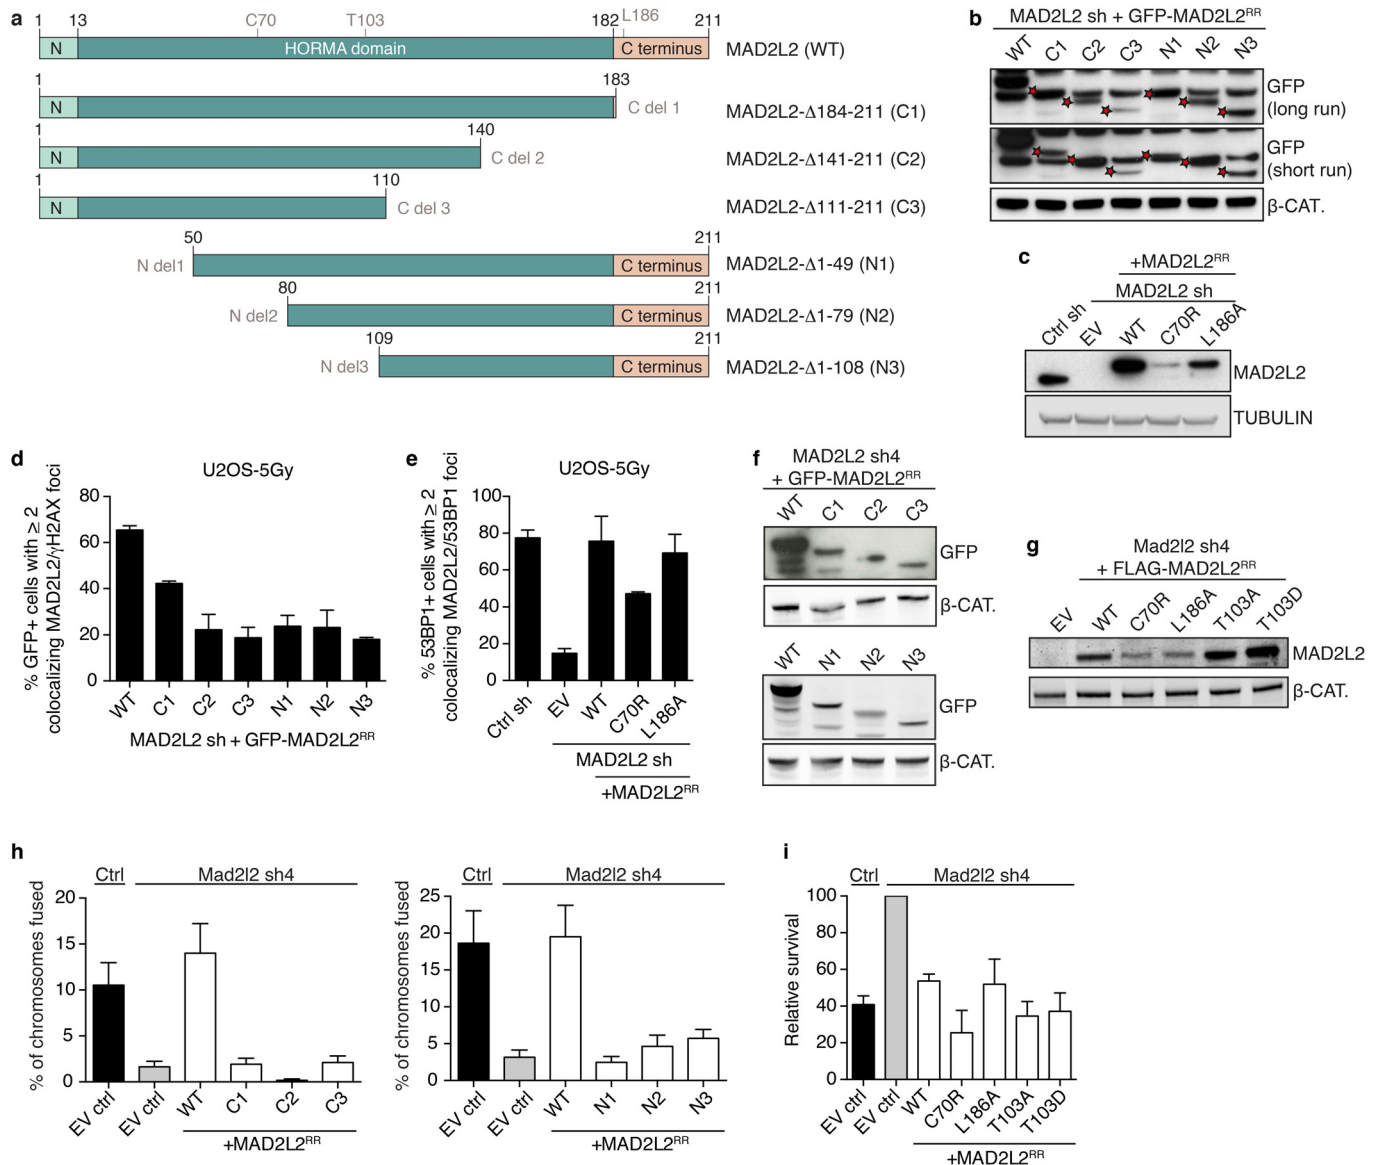 a
1 13 C70 T103 182 L186 211
N HORMA domain C terminus MAD2L2 (WT)
1 183
C del 1 MAD2L2-Δ184-211 (C1)
1 140
N C del 2 MAD2L2-Δ141-211 (C2)
1 110
N C del 3 MAD2L2-Δ111-211 (C3)
50 211
N del1 C terminus MAD2L2-Δ1-49 (N1)
80 211
N del2 C terminus MAD2L2-Δ1-79 (N2)
109 211
N del3 C terminus MAD2L2-Δ1-108 (N3)
b
MAD2L2 sh + GFP-MAD2L2RR
WT C1 C2 C3 N1 N2 N3
GFP
(long run)
GFP
(short run)
β-CAT.
c
+MAD2L2RR
MAD2L2 sh
Ctrl sh EV WT C70R L186A
MAD2L2
TUBULIN
d
U2OS-5Gy
% GFP+ cells with ≥ 2
colocalizing MAD2L2/γH2AX foci
80
60
40
20
0
WT C1 C2 C3 N1 N2 N3
MAD2L2 sh + GFP-MAD2L2RR
e
U2OS-5Gy
% 53BP1+ cells with ≥ 2
colocalizing MAD2L2/53BP1 foci
100
80
60
40
20
0
Ctrl sh EV WT C70R L186A
MAD2L2 sh
+MAD2L2RR
f
MAD2L2 sh4
+ GFP-MAD2L2RR
WT C1 C2 C3
GFP
β-CAT.
WT N1 N2 N3
GFP
β-CAT.
g
Mad2l2 sh4
+ FLAG-MAD2L2RR
EV WT C70R L186A T103A T103D
MAD2L2
β-CAT.
h
Ctrl Mad2l2 sh4
% of chromosomes fused
20
15
10
5
0
EV ctrl EV ctrl WT C1 C2 C3
+MAD2L2RR
Ctrl Mad2l2 sh4
% of chromosomes fused
25
20
15
10
5
0
EV ctrl EV ctrl WT N1 N2 N3
+MAD2L2RR
i
Ctrl Mad2l2 sh4
Relative survival
100
80
60
40
20
0
EV ctrl EV ctrl WT C70R L186A T103A T103D
+MAD2L2RR